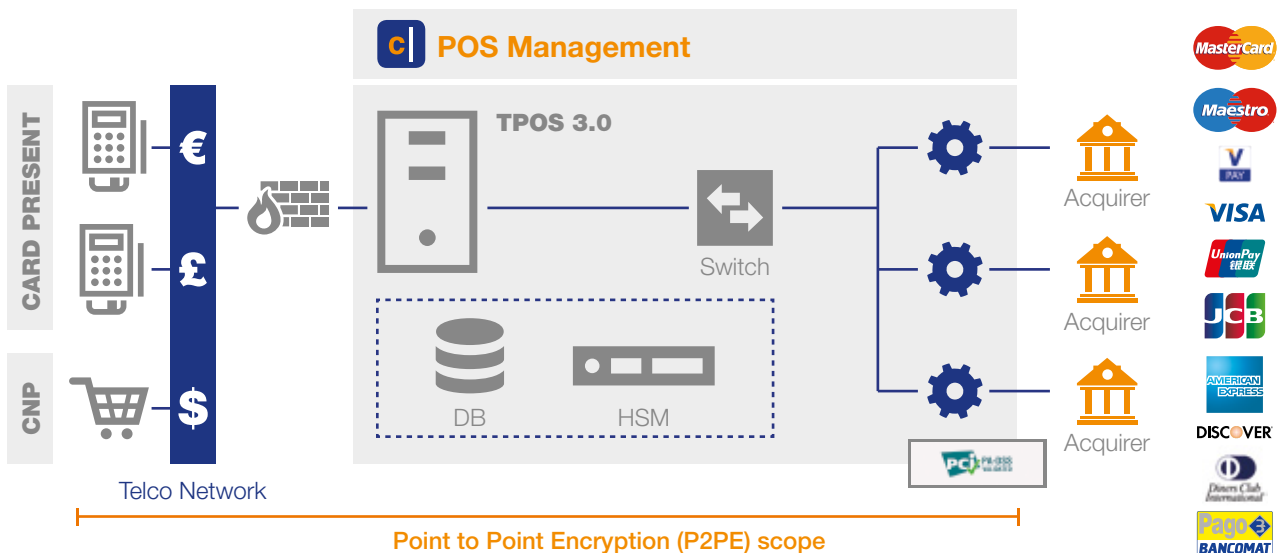 c
POS Management
CARD PRESENT
CNP
€
£
$
Telco Network
TPOS 3.0
Switch
DB
HSM
Acquirer
Acquirer
Acquirer
PCI
Point to Point Encryption (P2PE) scope
MasterCard
Maestro
V
PAY
VISA
UnionPay
银联
JCB
AMERICAN
EXPRESS
DISCOVER
Diners Club
International
Pago
BANCOMAT